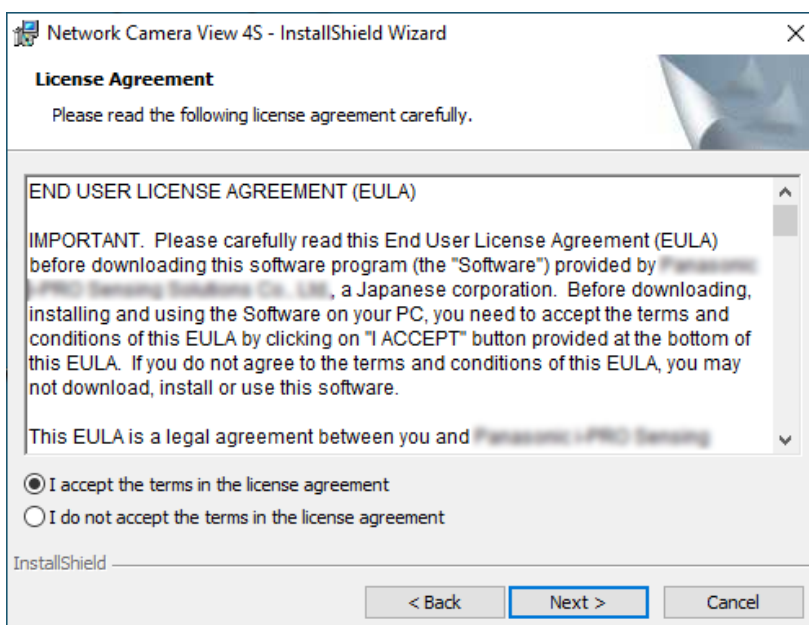 Network Camera View 4S - InstallShield Wizard
License Agreement
Please read the following license agreement carefully.
END USER LICENSE AGREEMENT (EULA)
IMPORTANT.  Please carefully read this End User License Agreement (EULA)
before downloading this software program (the "Software") provided by
, a Japanese corporation.  Before downloading,
installing and using the Software on your PC, you need to accept the terms and
conditions of this EULA by clicking on "I ACCEPT" button provided at the bottom of
this EULA.  If you do not agree to the terms and conditions of this EULA, you may
not download, install or use this software.
This EULA is a legal agreement between you and
I accept the terms in the license agreement
I do not accept the terms in the license agreement
InstallShield
< Back
Next >
Cancel